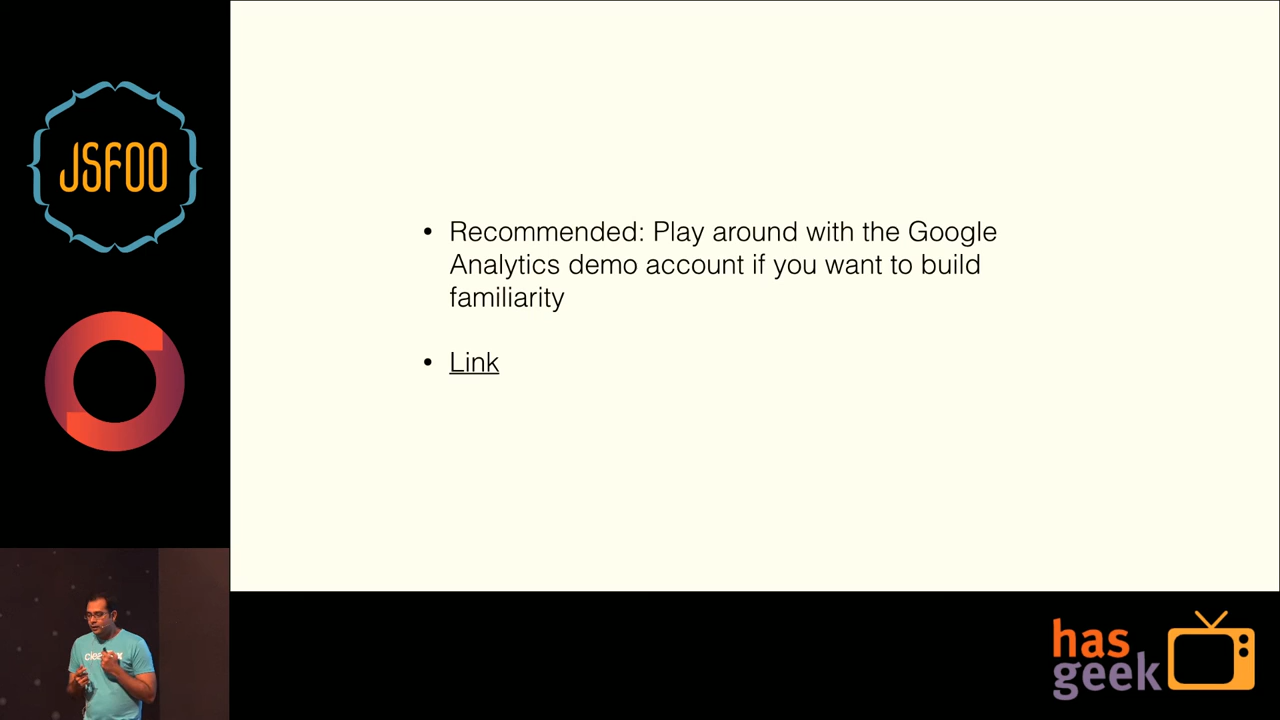 JSFOO
• Recommended: Play around with the Google
Analytics demo account if you want to build
familiarity
• Link
has
geek